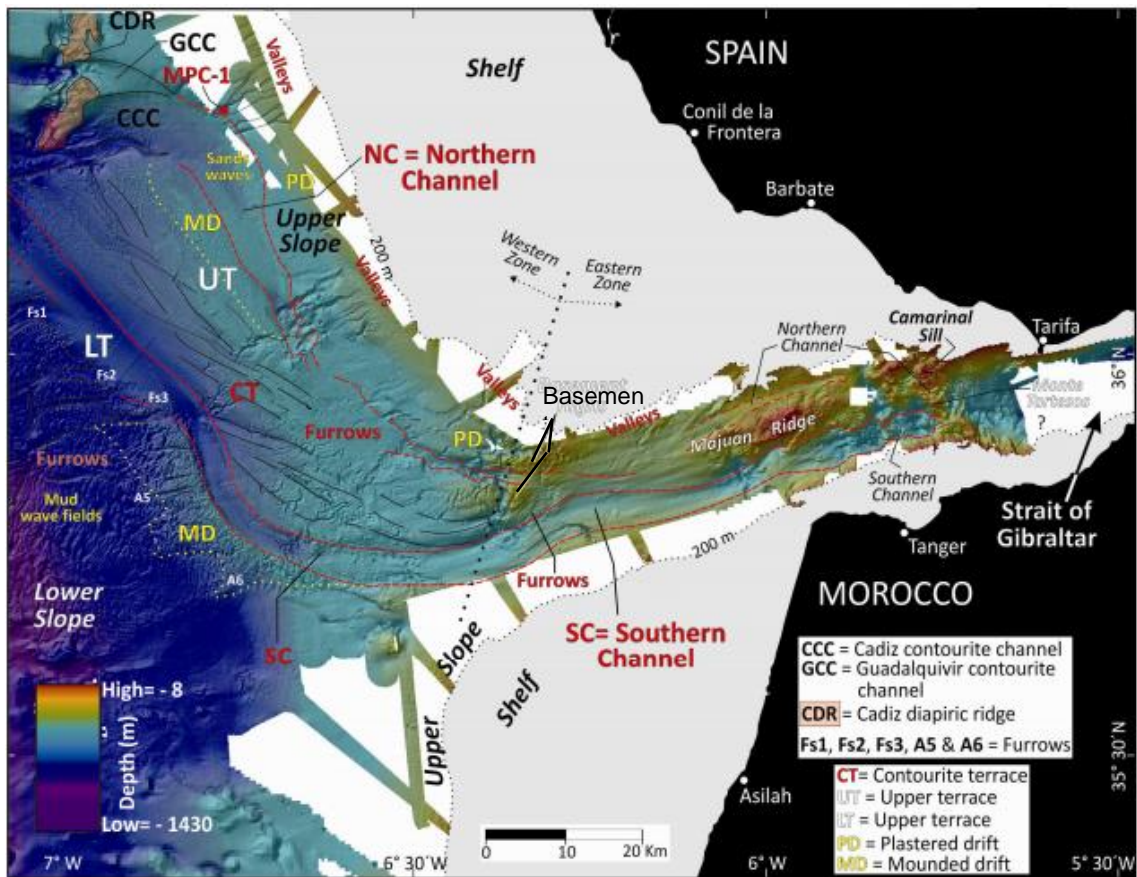 CDR
GCC
MPC-1
CCC
Valleys
Shelf
SPAIN
Conil de la
Frontera
Barbate
Sands
waves
PD
NC = Northern
Channel
MD
Upper
Slope
UT
200 m
Valleys
Western
Zone
Eastern
Zone
Northern
Channel
Camarinal
Sill
Tarifa
36° N
Fs1
LT
Fs2
Fs3
CT
Furrows
Valleys
PD
Basemen
Valleys
Majuan Ridge
Monte
Tartesos
?
Southern
Channel
Strait of
Gibraltar
Furrows
Mud
wave fields
A5
MD
A6
Furrows
200 m
Tanger
Lower
Slope
SC
SC= Southern
Channel
MOROCCO
Upper
Slope
Shelf
High= - 8
Depth (m)
Low= - 1430
CCC = Cadiz contourite channel
GCC = Guadalquivir contourite
channel
CDR = Cadiz diapiric ridge
Fs1, Fs2, Fs3, A5 & A6 = Furrows
CT= Contourite terrace
UT = Upper terrace
LT = Upper terrace
PD = Plastered drift
MD = Mounded drift
35° 30´N
Asilah
0 10 20 Km
7° W
6° 30´W
6° W
5° 30´W